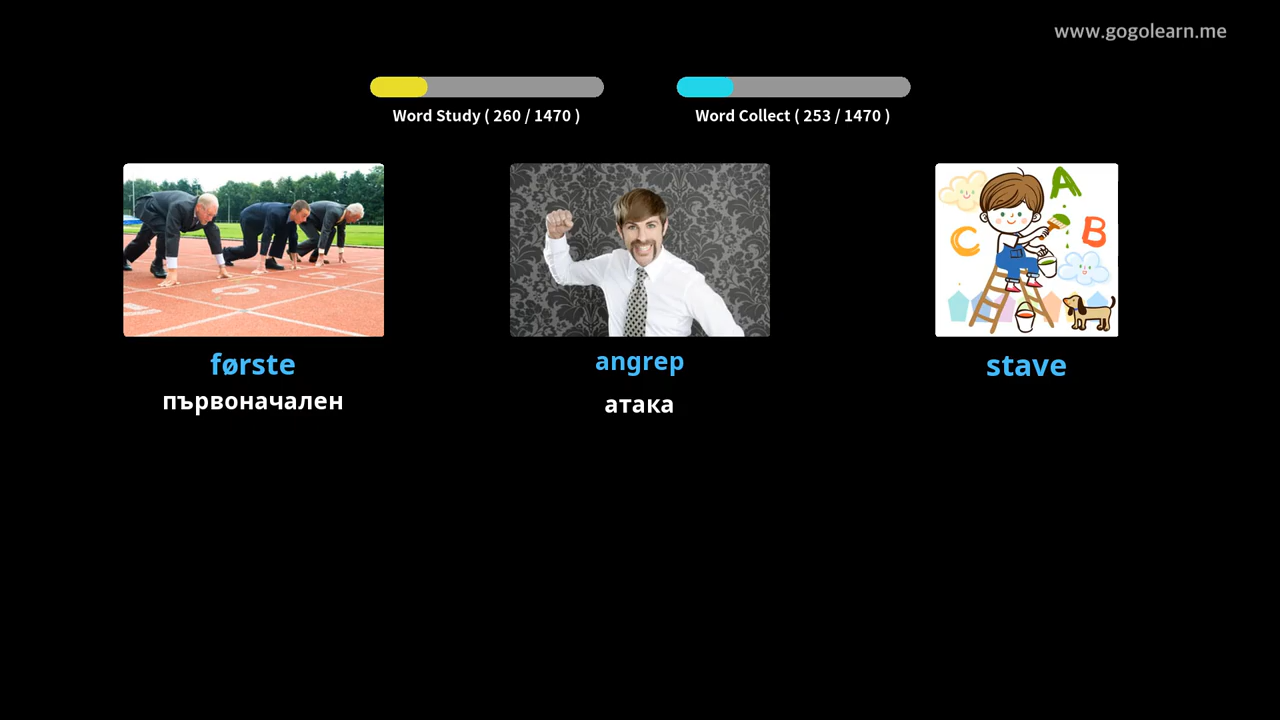 www.gogolearn.me
Word Study ( 260 / 1470 )
Word Collect ( 253 / 1470 )
A
B
C
første
angrep
stave
първоначален
атака